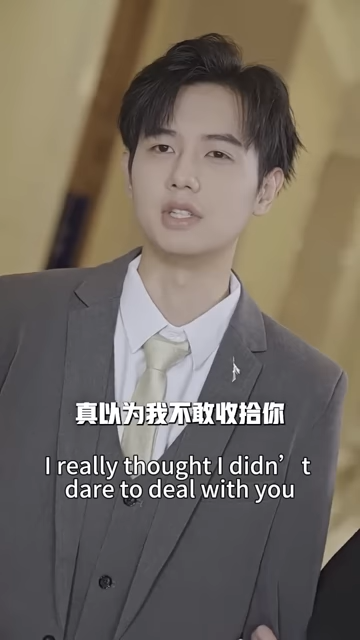 真以为我不敢收拾你
I really thought I didn't
dare to deal with you